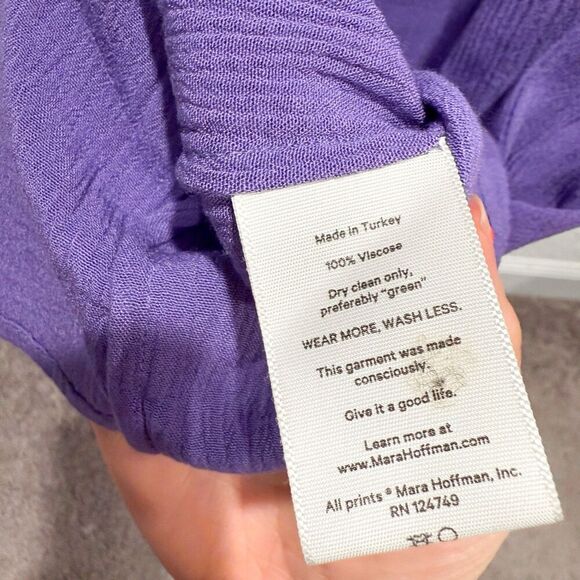 Made in Turkey
100% Viscose
Dry clean only,
preferably "green"
WEAR MORE, WASH LESS.
This garment was made
consciously.
Give it a good life.
Learn more at
www.MaraHoffman.com
All prints ® Mara Hoffman, Inc.
RN 124749